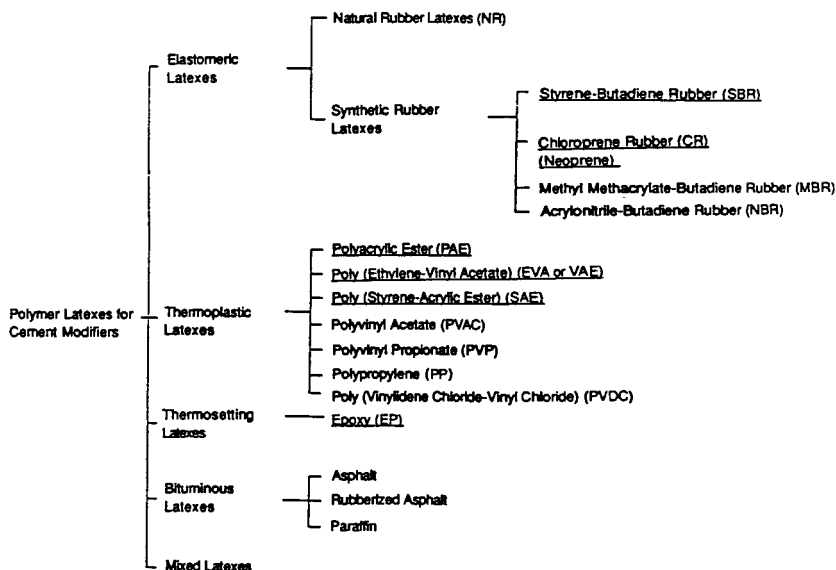 Natural Rubber Latexes (NR)
Elastomeric
Latexes
Synthetic Rubber
Latexes
Styrene-Butadiene Rubber (SBR)
Chloroprene Rubber (CR)
(Neoprene)
Methyl Methacrylate-Butadiene Rubber (MBR)
Acrylonitrile-Butadiene Rubber (NBR)
Polymer Latexes for
Cement Modifiers
Thermoplastic
Latexes
Polyacrylic Ester (PAE)
Poly (Ethylene-Vinyl Acetate) (EVA or VAE)
Poly (Styrene-Acrylic Ester) (SAE)
Polyvinyl Acetate (PVAC)
Polyvinyl Propionate (PVP)
Polypropylene (PP)
Poly (Vinylidene Chloride-Vinyl Chloride) (PVDC)
Thermosetting
Latexes
Epoxy (EP)
Bituminous
Latexes
Asphalt
Rubberized Asphalt
Paraffin
Mixed Latexes